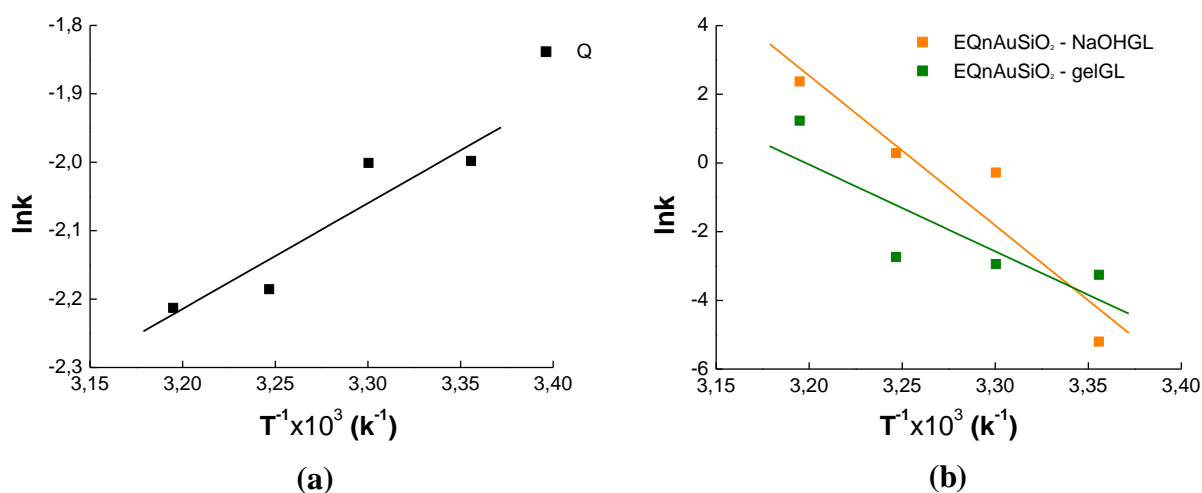 -1,8
-1,9
-2,0
-2,1
-2,2
-2,3
3,15 3,20 3,25 3,30 3,35 3,40
lnk
T⁻¹x10³ (k⁻¹)
Q
(a)
4
2
0
-2
-4
-6
3,15 3,20 3,25 3,30 3,35 3,40
lnk
T⁻¹x10³ (k⁻¹)
EQnAuSiO₂ - NaOHGL
EQnAuSiO₂ - gelGL
(b)